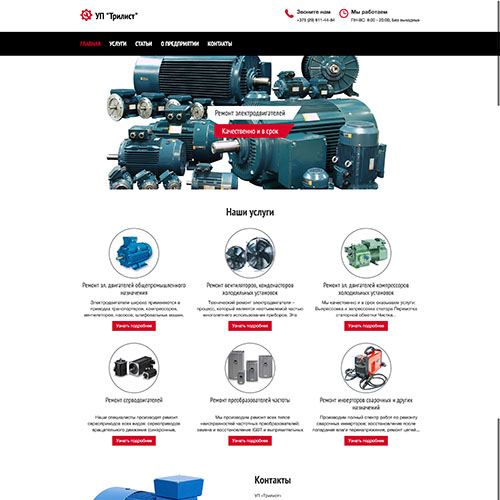 УП "Трилист"
Звоните нам
+375 (29) 911-44-84
Мы работаем
ПН-ВС: 8:00 - 20:00, Без выходных
ГЛАВНАЯ УСЛУГИ СТАТЬИ О ПРЕДПРИЯТИИ КОНТАКТЫ
Ремонт электродвигателей
Качественно и в срок
Наши услуги
Ремонт эл. двигателей общепромышленного
назначения
Электродвигатели широко применяются в
привода транспортеров, компрессоров,
вентиляторов, насосов, шлифовальных машин,
Узнать подробнее
Ремонт вентиляторов, конденсаторов
холодильных установок
Технический ремонт электродвигателя –
процесс, который является неотъемлемой частью
многолетнего использования приборов. Эти
Узнать подробнее
Ремонт эл. двигателей компрессоров
холодильных установок
Мы качественно и в срок оказываем услуги:
Выпрессовка и запрессовка статора Перемотка
статорной обмотки Чистка...
Узнать подробнее
Ремонт серводвигателей
Наши специалисты производят ремонт
сервоприводов всех видов: сервоприводов
вращательного движения (синхронные,
Узнать подробнее
Ремонт преобразователей частоты
Мы производим ремонт всех типов
неисправностей частотных преобразователей:
замена и восстановление IGBT и выпрямительных
Узнать подробнее
Ремонт инверторов сварочных и других
назначений
Производим полный спектр работ по ремонту
сварочных инверторов: восстановление после
попадания влаги перенапряжения, ремонт цепей...
Узнать подробнее
Контакты
УП «Трилист»